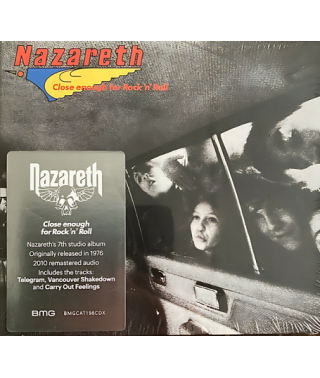 Nazareth
Close enough for Rock 'n' Roll
Nazareth
Close enough
for Rock 'n' Roll
Nazareth's 7th studio album
Originally released in 1976
2010 remastered audio
Includes the tracks:
Telegram, Vancouver Shakedown
and Carry Out Feelings
BMG
BMGCAT196CDX